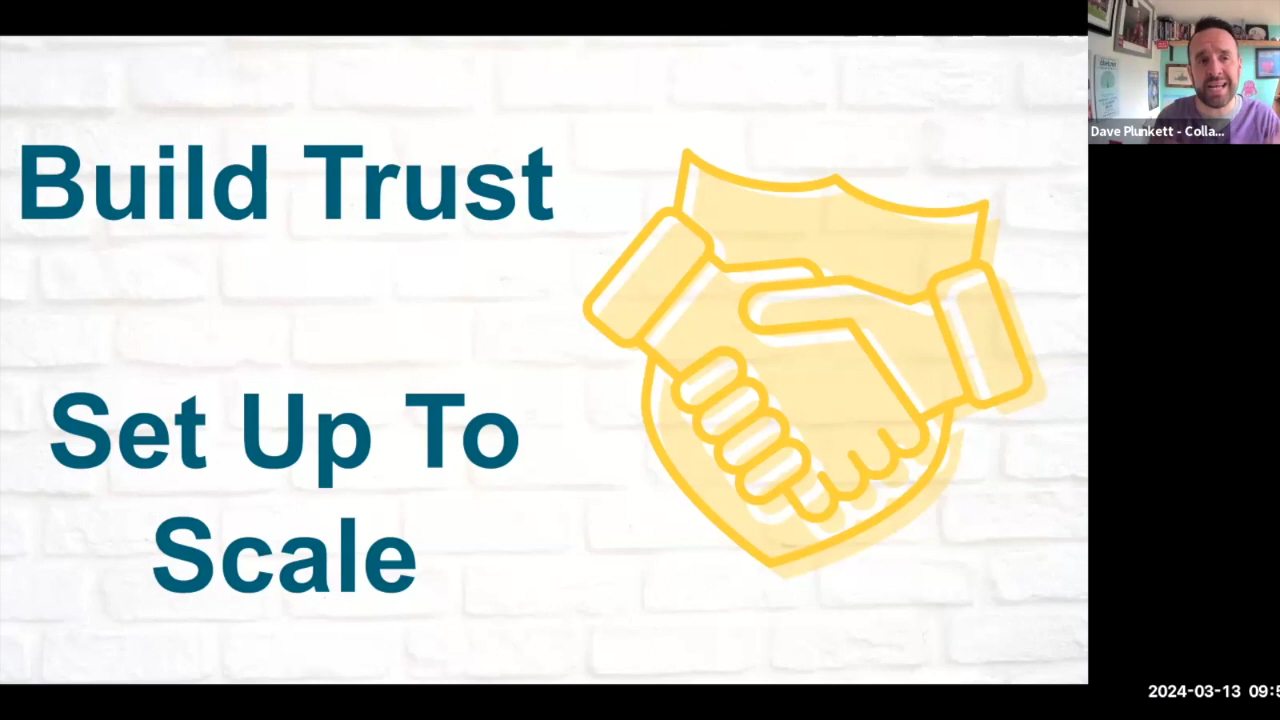 Build Trust
Set Up To
Scale
Dave Plunkett - Colla...
2024-03-13 09:5